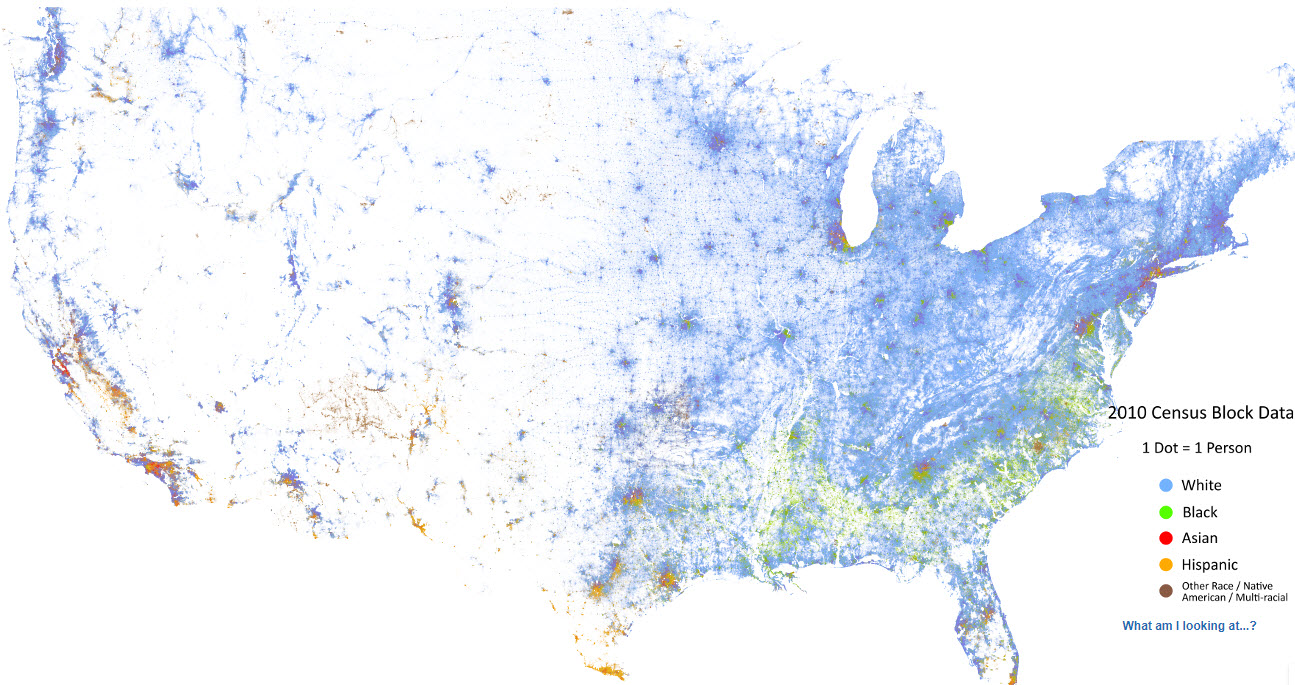 2010 Census Block Data
1 Dot = 1 Person
White
Black
Asian
Hispanic
Other Race / Native
American / Multi-racial
What am I looking at...?